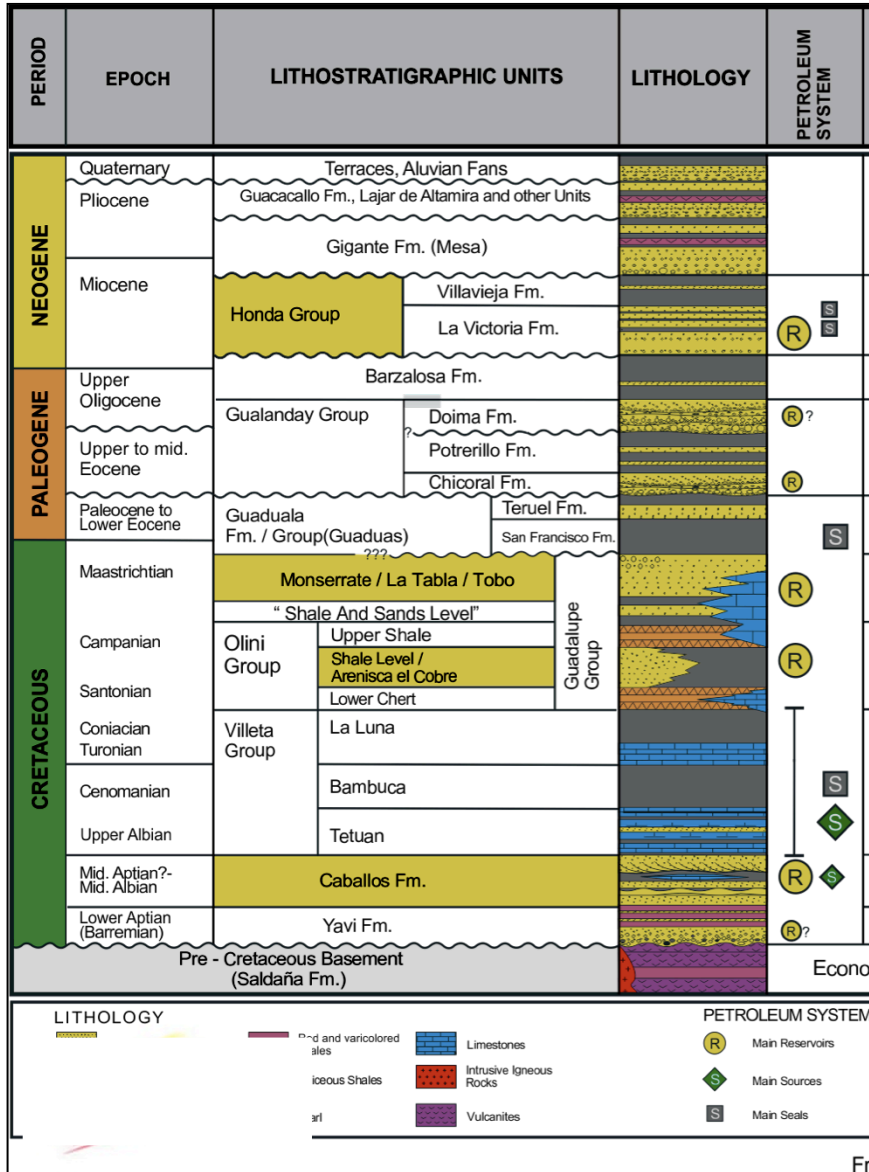 PERIOD
EPOCH
LITHOSTRATIGRAPHIC UNITS
LITHOLOGY
PETROLEUM
SYSTEM
NEOGENE
PALEOGENE
CRETACEOUS
Quaternary
Terraces, Aluvian Fans
Pliocene
Guacacallo Fm., Lajar de Altamira and other Units
Gigante Fm. (Mesa)
Miocene
Honda Group
Villavieja Fm.
La Victoria Fm.
S
S
R
Barzalosa Fm.
Upper
Oligocene
Gualanday Group
Doima Fm.
R ?
?
Upper to mid.
Eocene
Potrerillo Fm.
Chicoral Fm.
R
Paleocene to
Lower Eocene
Guaduala
Fm. / Group(Guaduas)
Teruel Fm.
San Francisco Fm.
S
???
Maastrichtian
Monserrate / La Tabla / Tobo
R
“ Shale And Sands Level”
Guadalupe
Group
Campanian
Olini
Group
Upper Shale
Shale Level /
Arenisca el Cobre
R
Santonian
Lower Chert
Coniacian
Turonian
Villeta
Group
La Luna
Cenomanian
Bambuca
S
Upper Albian
Tetuan
S
Mid. Aptian?-
Mid. Albian
Caballos Fm.
R
S
Lower Aptian
(Barremian)
Yavi Fm.
R ?
Pre - Cretaceous Basement
(Saldaña Fm.)
Econo
LITHOLOGY
and varicolored
Limestones
Intrusive Igneous
Rocks
Shales
Vulcanites
PETROLEUM SYSTEM
R
Main Reservoirs
S
Main Sources
S
Main Seals